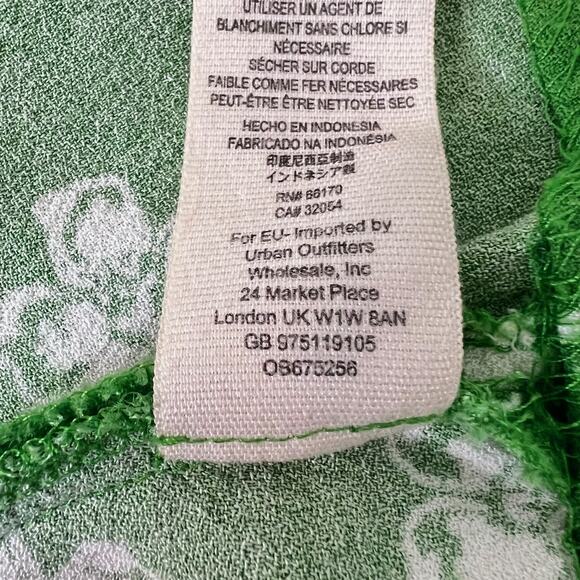 UTILISER UN AGENT DE
BLANCHIMENT SANS CHLORE SI
NÉCESSAIRE
SÉCHER SUR CORDE
FAIBLE COMME FER NÉCESSAIRES
PEUT-ÊTRE ÊTRE NETTOYÉE SEC
HECHO EN INDONESIA
FABRICADO NA INDONÉSIA
印度尼西亞制造
インドネシア製
RN# 66170
CA# 32054
For EU- Imported by
Urban Outfitters
Wholesale, Inc
24 Market Place
London UK W1W 8AN
GB 975119105
OB675256